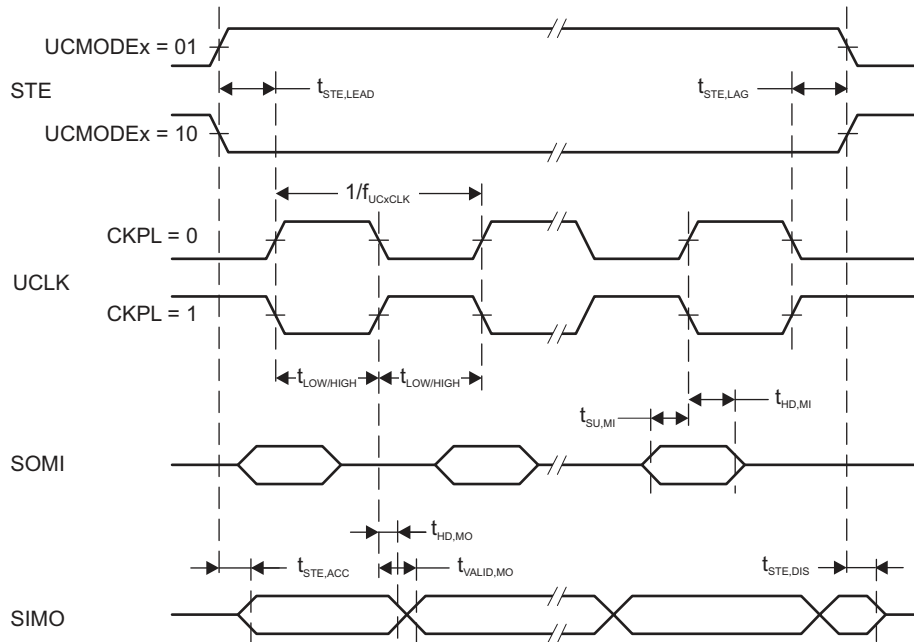 UCMODEx = 01
STE
t_STE,LEAD
t_STE,LAG
UCMODEx = 10
1/f_UCxCLK
CKPL = 0
UCLK
CKPL = 1
t_LOW/HIGH t_LOW/HIGH
t_SU,MI
t_HD,MI
SOMI
t_HD,MO
t_STE,ACC
t_VALID,MO
t_STE,DIS
SIMO